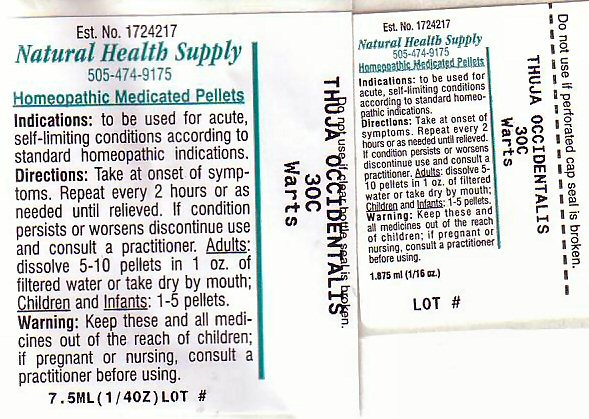 Est. No. 1724217
Natural Health Supply
505-474-9175
Homeopathic Medicated Pellets
Indications: to be used for acute,
self-limiting conditions according to
standard homeopathic indications.
Directions: Take at onset of symp-
toms. Repeat every 2 hours or as
needed until relieved. If condition
persists or worsens discontinue use
and consult a practitioner. Adults:
dissolve 5-10 pellets in 1 oz. of
filtered water or take dry by mouth;
Children and Infants: 1-5 pellets.
Warning: Keep these and all medi-
cines out of the reach of children;
if pregnant or nursing, consult a
practitioner before using.
7.5ML(1/4OZ)LOT #
Do not use if clear bottle seal is broken.
THUJA OCCIDENTALIS
30C
Warts
Est. No. 1724217
Natural Health Supply
505-474-9175
Homeopathic Medicated Pellets
Indications: to be used for
acute, self-limiting conditions
according to standard homeo-
pathic indications.
Directions: Take at onset of
symptoms. Repeat every 2
hours or as needed until relieved.
If condition persists or worsens
discontinue use and consult a
practitioner. Adults: dissolve 5-
10 pellets in 1 oz. of filtered
water or take dry by mouth;
Children and Infants: 1-5 pellets.
Warning: Keep these and
all medicines out of the reach
of children; if pregnant or
nursing, consult a practitioner
before using.
1.875 ml (1/16 oz.)
LOT #
THUJA OCCIDENTALIS
30C
Warts
Do not use if perforated cap seal is broken.